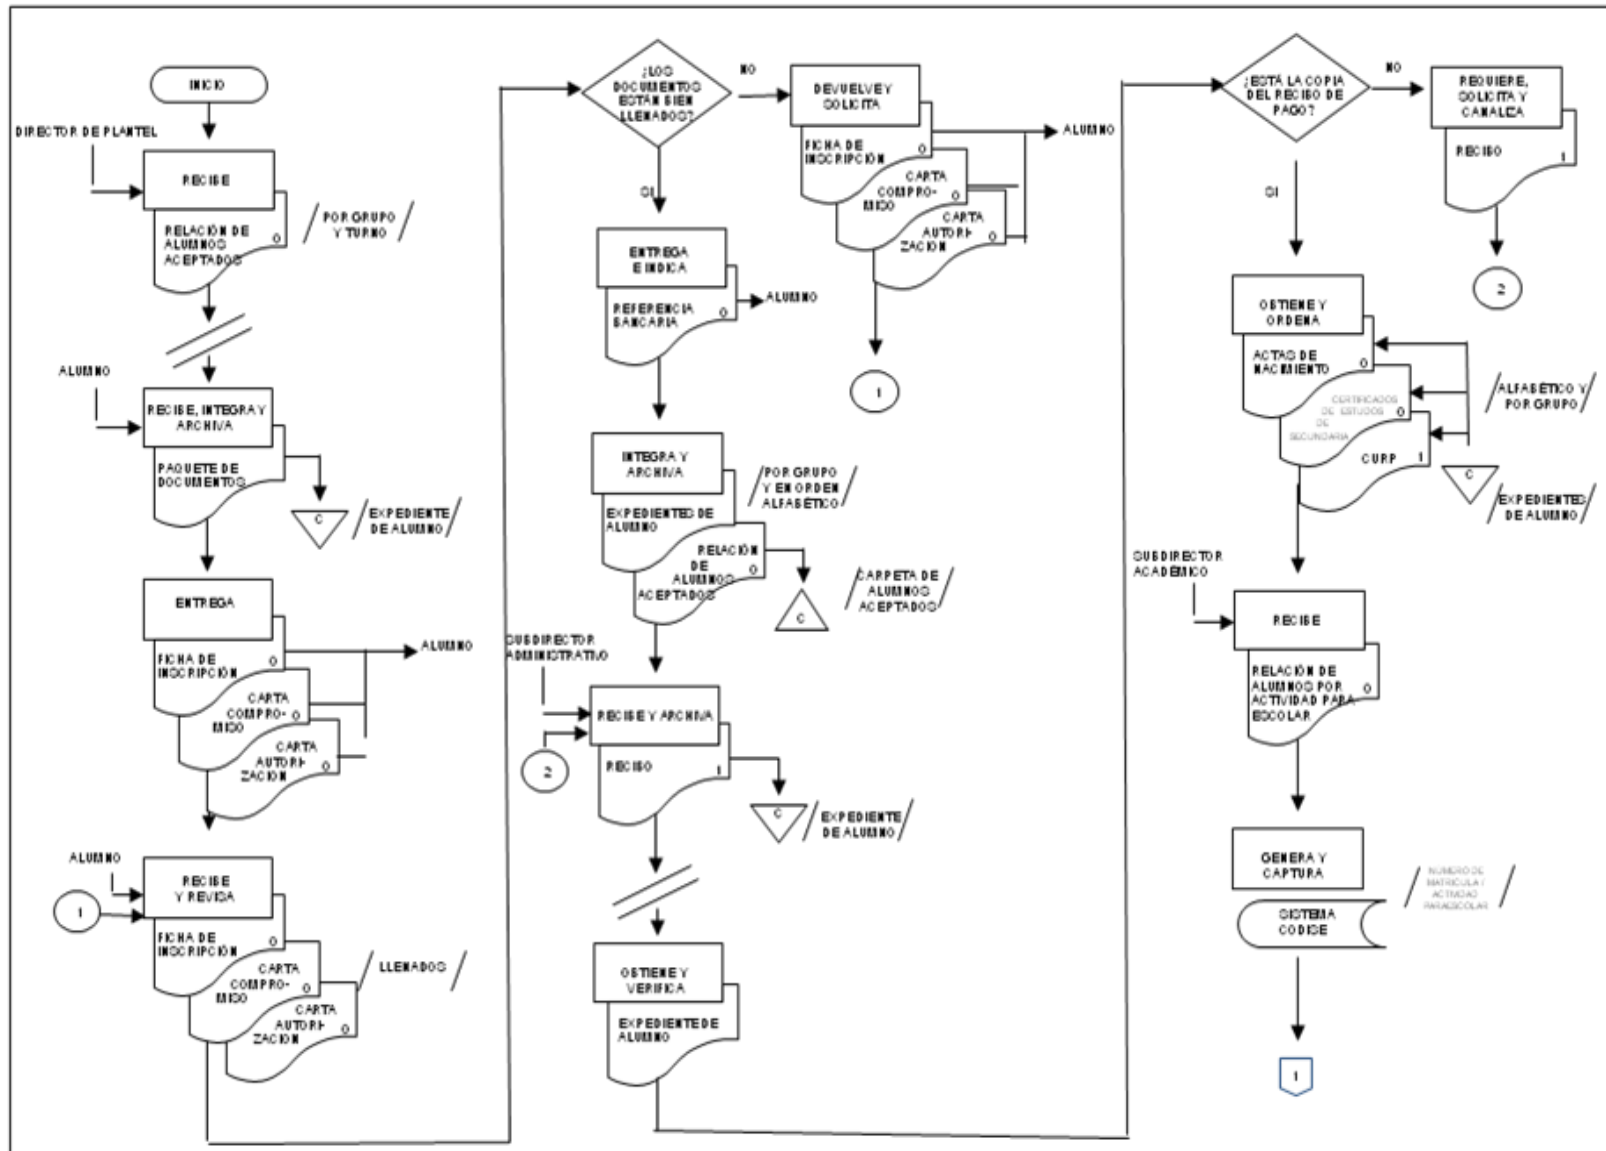 INICIO
DIRECTOR DE PLANTEL
RECIBE
RELACIÓN DE
ALUMNOS
ACEPTADOS
0
POR GRUPO
Y TURNO
ALUMNO
RECIBE, INTEGRA Y
ARCHIVA
PAQUETE DE
DOCUMENTOS
C
EXPEDIENTE
DE ALUMNO
ENTREGA
FICHA DE
INSCRIPCIÓN
0
CARTA
COMPRO-
MISO
0
CARTA
AUTORI-
ZACION
0
ALUMNO
ALUMNO
1
RECIBE
Y REVISA
FICHA DE
INSCRIPCIÓN
0
CARTA
COMPRO-
MISO
0
CARTA
AUTORI-
ZACION
0
LLENADOS
¿LOS
DOCUMENTOS
ESTÁN BIEN
LLENADOS?
NO
SI
DEVUELVE Y
SOLICITA
FICHA DE
INSCRIPCIÓN
0
CARTA
COMPRO-
MISO
0
CARTA
AUTORI-
ZACION
0
ALUMNO
1
ENTREGA
E INDICA
REFERENCIA
BANCARIA
0
ALUMNO
INTEGRA Y
ARCHIVA
EXPEDIENTES DE
ALUMNO
RELACIÓN
DE
ALUMNOS
ACEPTADOS
0
POR GRUPO
Y EN ORDEN
ALFABÉTICO
C
CARPETA DE
ALUMNOS
ACEPTADOS
SUBDIRECTOR
ADMINISTRATIVO
2
RECIBE Y ARCHIVA
RECIBO
1
C
EXPEDIENTE
DE ALUMNO
OBTIENE Y
VERIFICA
EXPEDIENTE DE
ALUMNO
¿ESTÁ LA COPIA
DEL RECIBO DE
PAGO?
NO
SI
REQUIERE,
SOLICITA Y
CANALIZA
RECIBO
1
2
OBTIENE Y
ORDENA
ACTAS DE
NACIMIENTO
0
CERTIFICADOS
DE ESTUDOS
DE
SECUNDARIA
0
CURP
1
ALFABÉTICO Y
POR GRUPO
C
EXPEDIENTES
DE ALUMNO
SUBDIRECTOR
ACADÉMICO
RECIBE
RELACIÓN DE
ALUMNOS POR
ACTIVIDAD PARA
ESCOLAR
0
GENERA Y
CAPTURA
SISTEMA
CODISE
NÚMERO DE
MATRICULA /
ACTIVIDAD
PARAESCOLAR
1